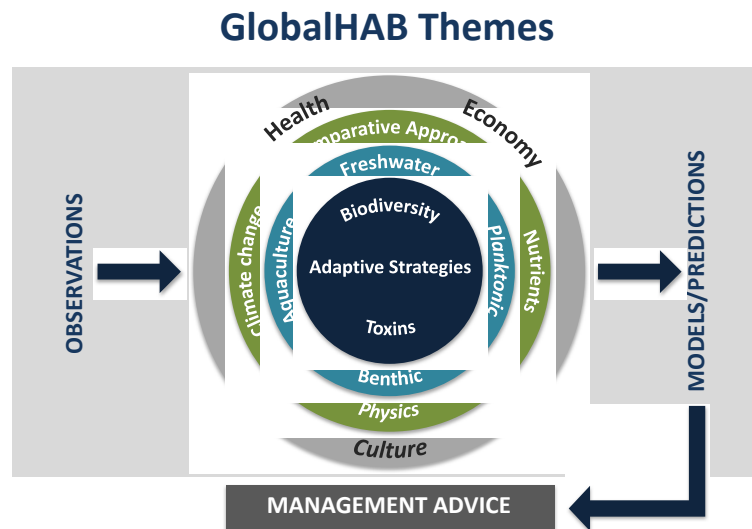 GlobalHAB Themes
OBSERVATIONS
Health
Economy
mparative Appro
Freshwater
Climate change
Aquaculture
Biodiversity
Adaptive Strategies
Toxins
Planktonic
Nutrients
Benthic
Physics
Culture
MODELS/PREDICTIONS
MANAGEMENT ADVICE